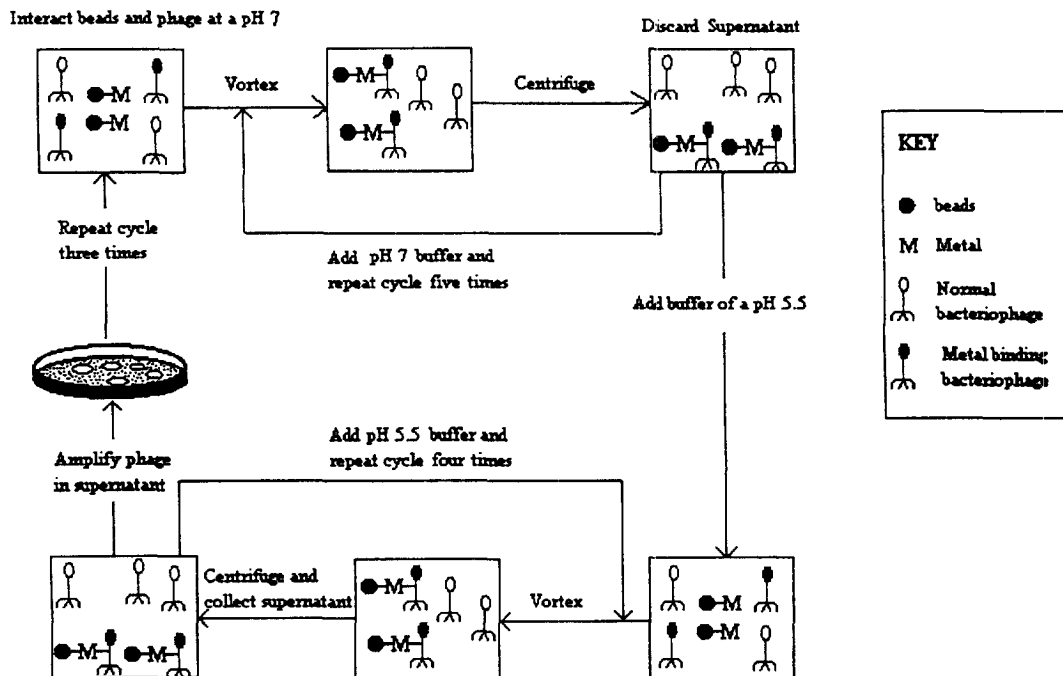 Interact beads and phage at a pH 7
Discard Supernatant
Vortex
Centrifuge
M
M
M
M
M
M
KEY
beads
M Metal
Normal
bacteriophage
Metal binding
bacteriophage
Repeat cycle
three times
Add pH 7 buffer and
repeat cycle five times
Add buffer of a pH 5.5
Add pH 5.5 buffer and
repeat cycle four times
Amplify phage
in supernatant
Centrifuge and
collect supernatant
Vortex
M
M
M
M
M
M